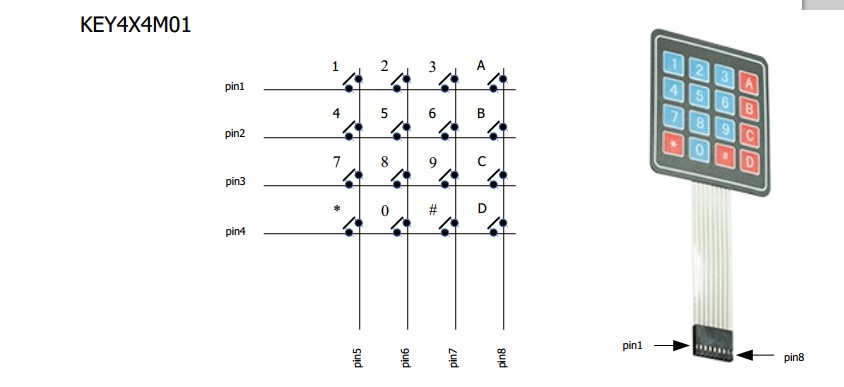 KEY4X4M01
1 2 3 A
pin1
4 5 6 B
pin2
7 8 9 C
pin3
* 0 # D
pin4
pin5 pin6 pin7 pin8
1 2 3 A
4 5 6 B
7 8 9 C
* 0 # D
pin1
pin8